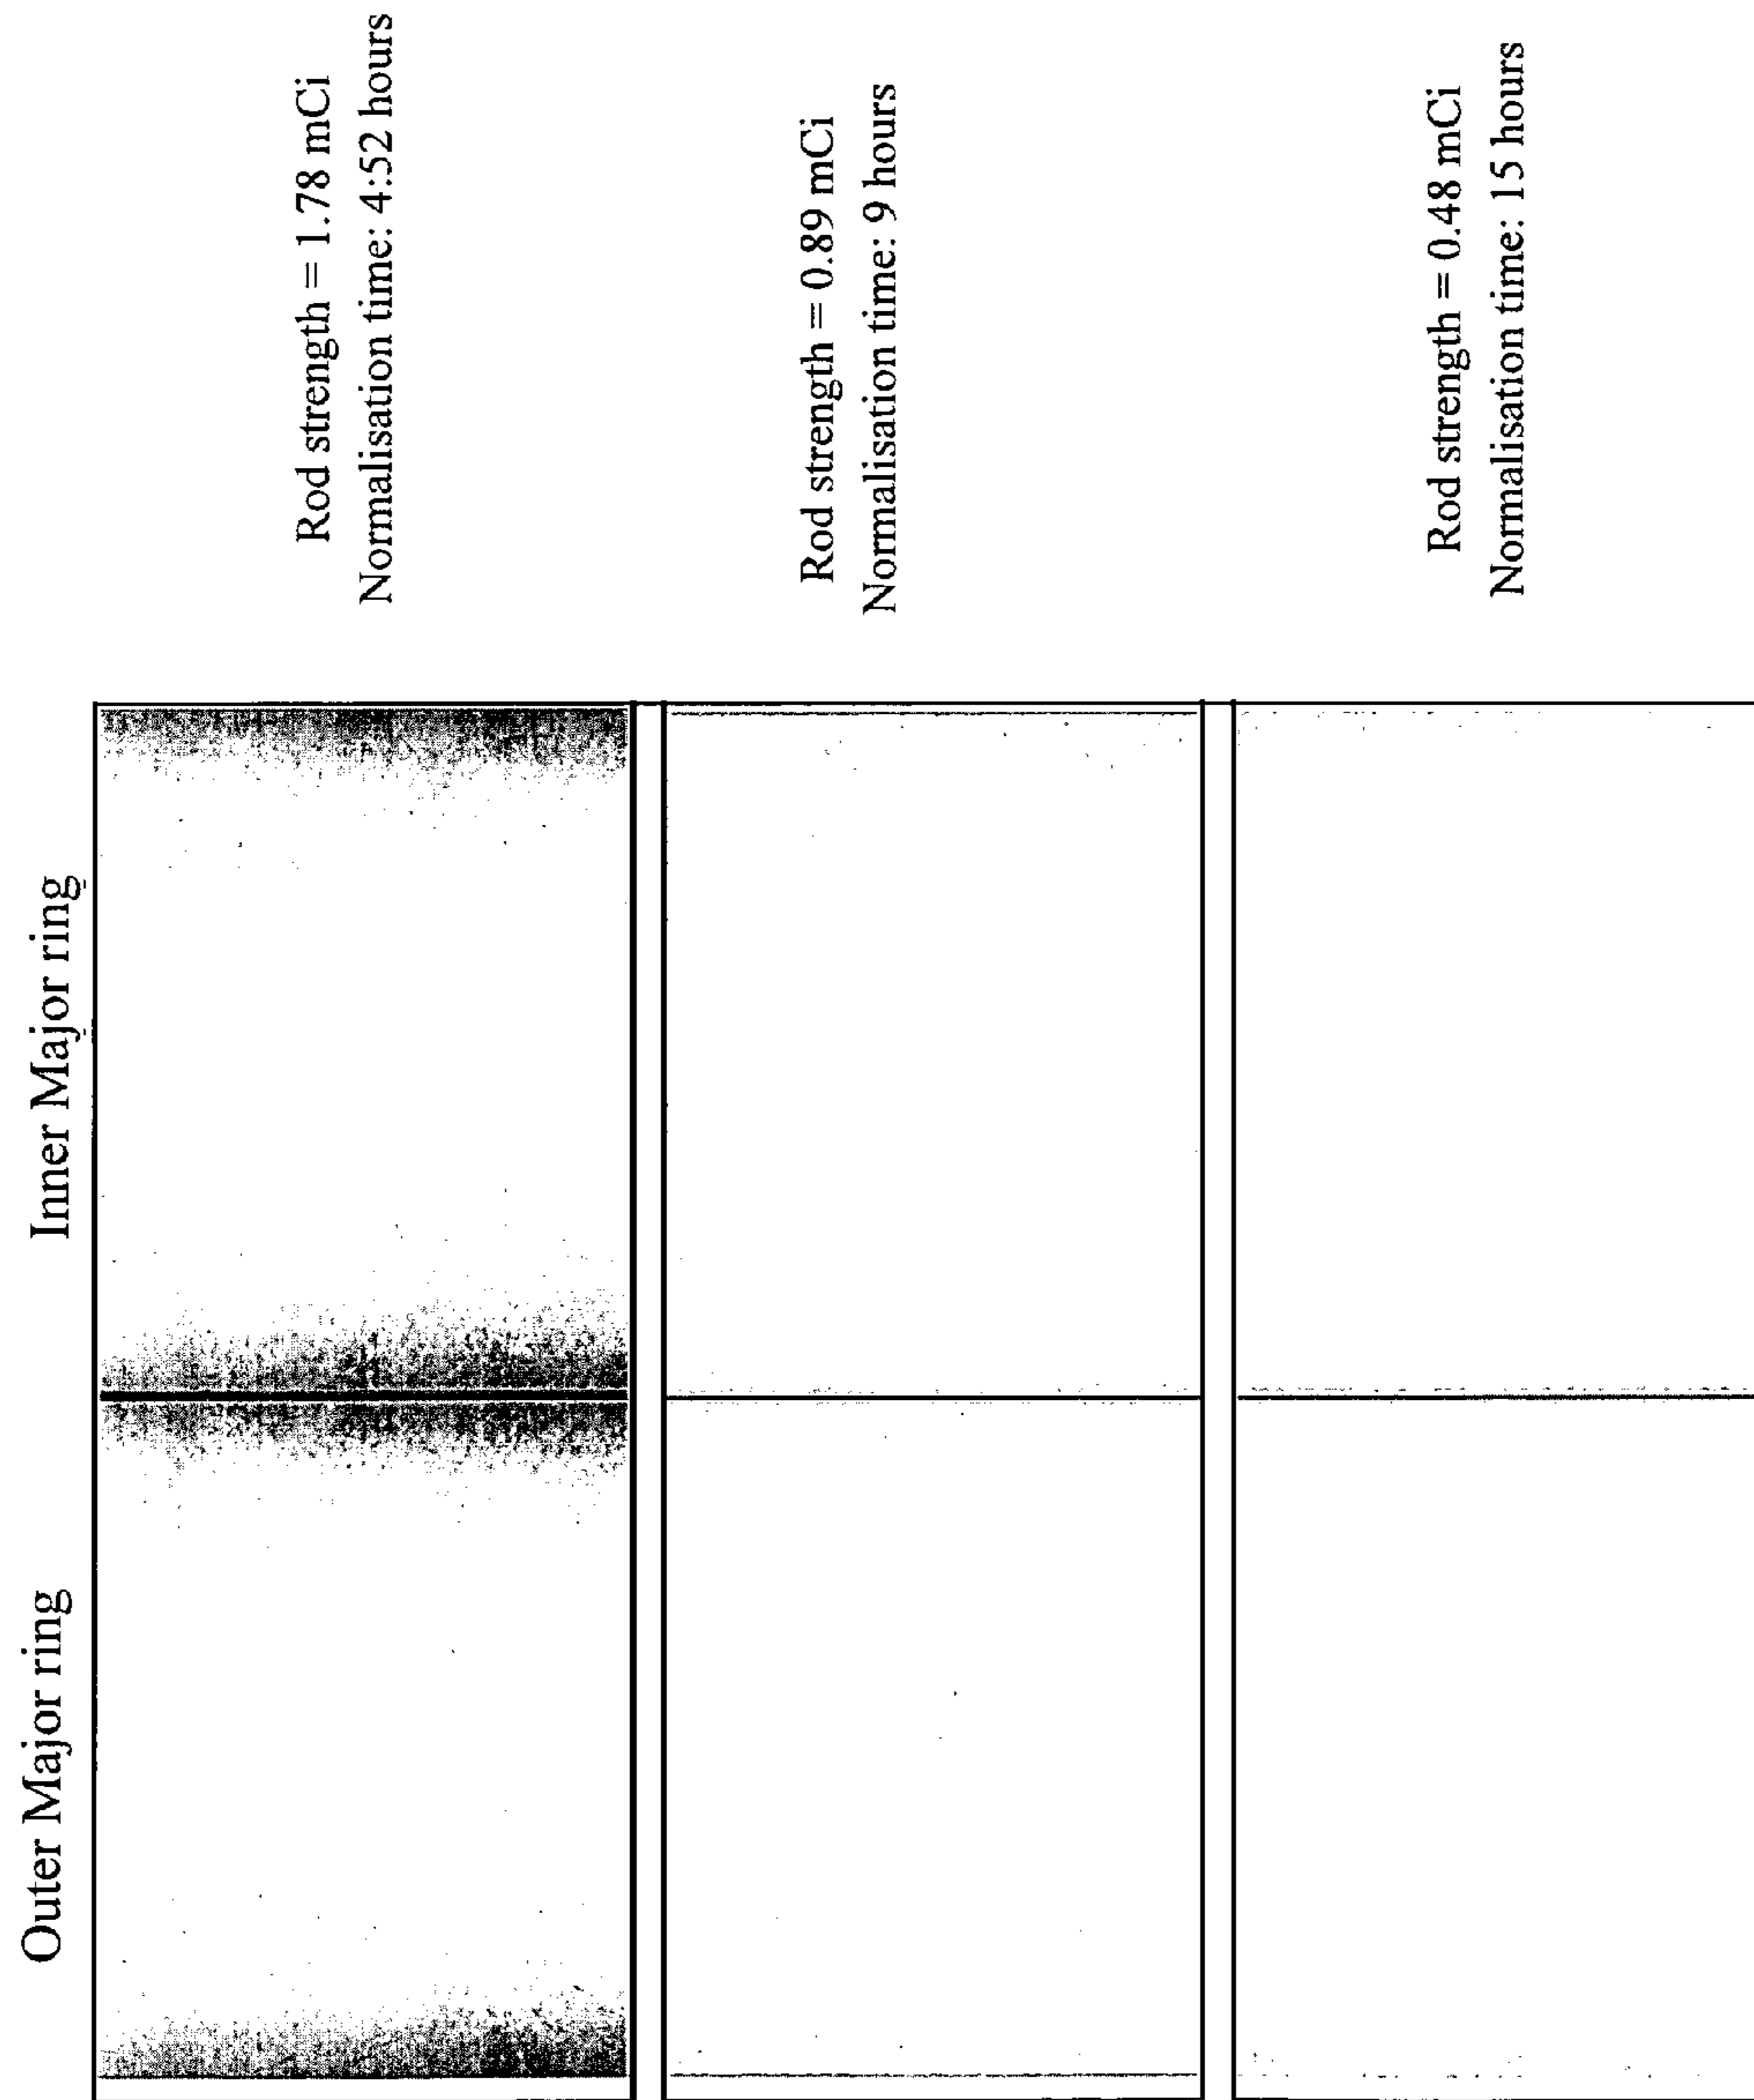 Outer Major ring
Inner Major ring
Rod strength = 1.78 mCi
Normalisation time: 4:52 hours
Rod strength = 0.89 mCi
Normalisation time: 9 hours
Rod strength = 0.48 mCi
Normalisation time: 15 hours